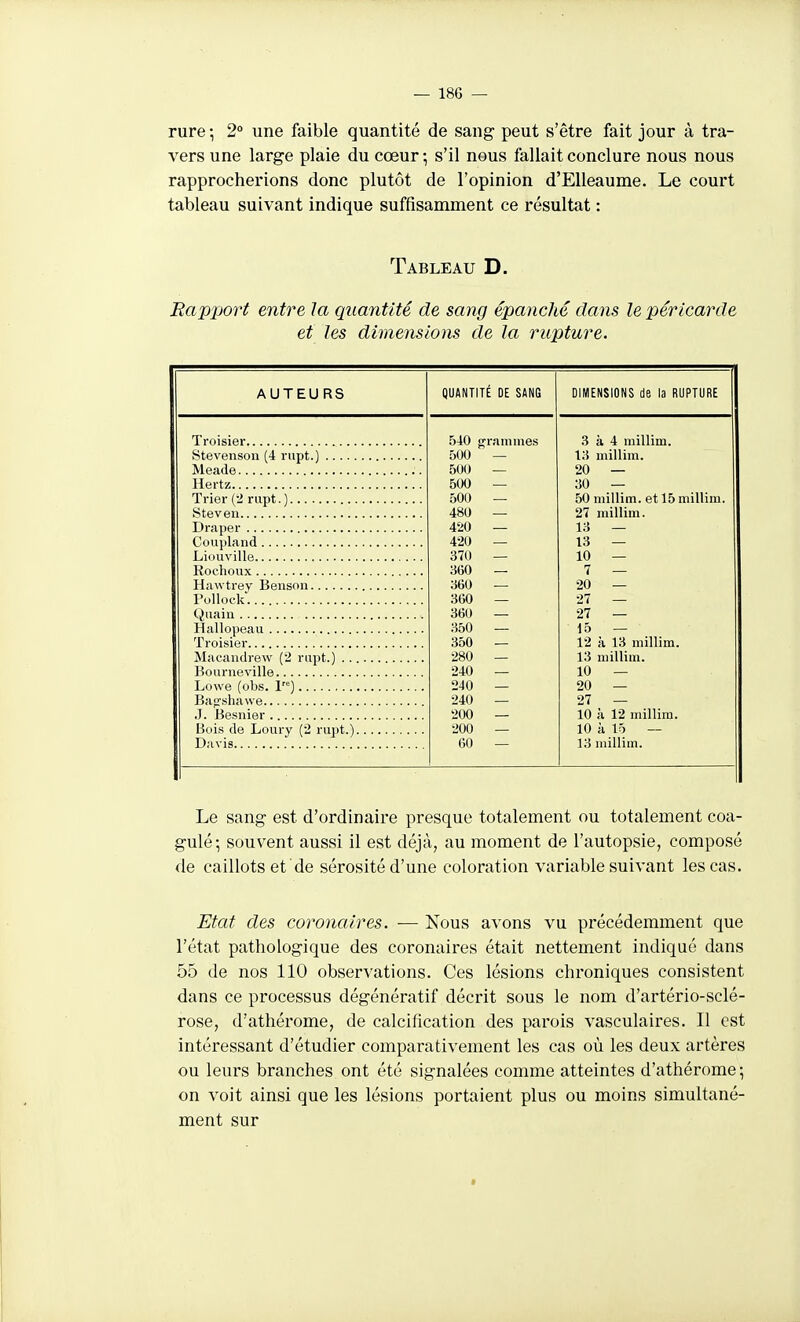 — 186 —
rure; 2° une faible quantité de sang peut s'être fait jour à tra-
vers une large plaie du cœur; s'il nous fallait conclure nous nous
rapprocherions donc plutôt de l'opinion d'Elleaume. Le court
tableau suivant indique suffisamment ce résultat :
TABLEAU D.
Rapport entre la quantité de sang épanché dans le péricarde
et les dimensions de la rupture.
AUTEURS QUANTITÉ DE SANG DIMENSIONS de la RUPTURE
Troisier........................ 540 grammes 3 à 4 millim.
Stevenson (4 rupt.) ............. 500 — 13 millim.
Meade........................... 500 — 20 —
Hertz........................... 500 — 30 —
Trier (2 rupt.)................. 500 — 50 millim. et 15 millim.
Steven.......................... 480 — 27 millim.
Draper ......................... 420 — 13 —
Coupland ....................... 420 — 13 —
Liouville....................... 370 — 10 —
Rochoux ........................ 360 — 7 —
Hawtrey Benson.................. 360 — 20 —
Pollock......................... 360 — 27 —
Quain .......................... 360 — 27 —
Hallopeau ...................... 350 — 15 —
Troisier........................ 350 — 12 à 13 millim.
Macandrew (2 rupt.) ............ 280 — 13 millim.
Bourneville..................... 240 — 10 —
Lowe (obs. Ire)................. 240 — 20 —
Bagshawe........................ 240 — 27 —
J. Besnier ..................... 200 — 10 à 12 millim.
Bois de Loury (2 rupt.)......... 200 — 10 à 15 —
Davis........................... 60 — 13 millim.
Le sang est d'ordinaire presque totalement ou totalement coa-
gulé; souvent aussi il est déjà, au moment de l'autopsie, composé
de caillots et de sérosité d'une coloration variable suivant les cas.
Etat des coronaires. — Nous avons vu précédemment que
l'état pathologique des coronaires était nettement indiqué dans
55 de nos 110 observations. Ces lésions chroniques consistent
dans ce processus dégénératif décrit sous le nom d'artério-sclé-
rose, d'athérome, de calcification des parois vasculaires. Il est
intéressant d'étudier comparativement les cas où les deux artères
ou leurs branches ont été signalées comme atteintes d'athérome;
on voit ainsi que les lésions portaient plus ou moins simultané-
ment sur